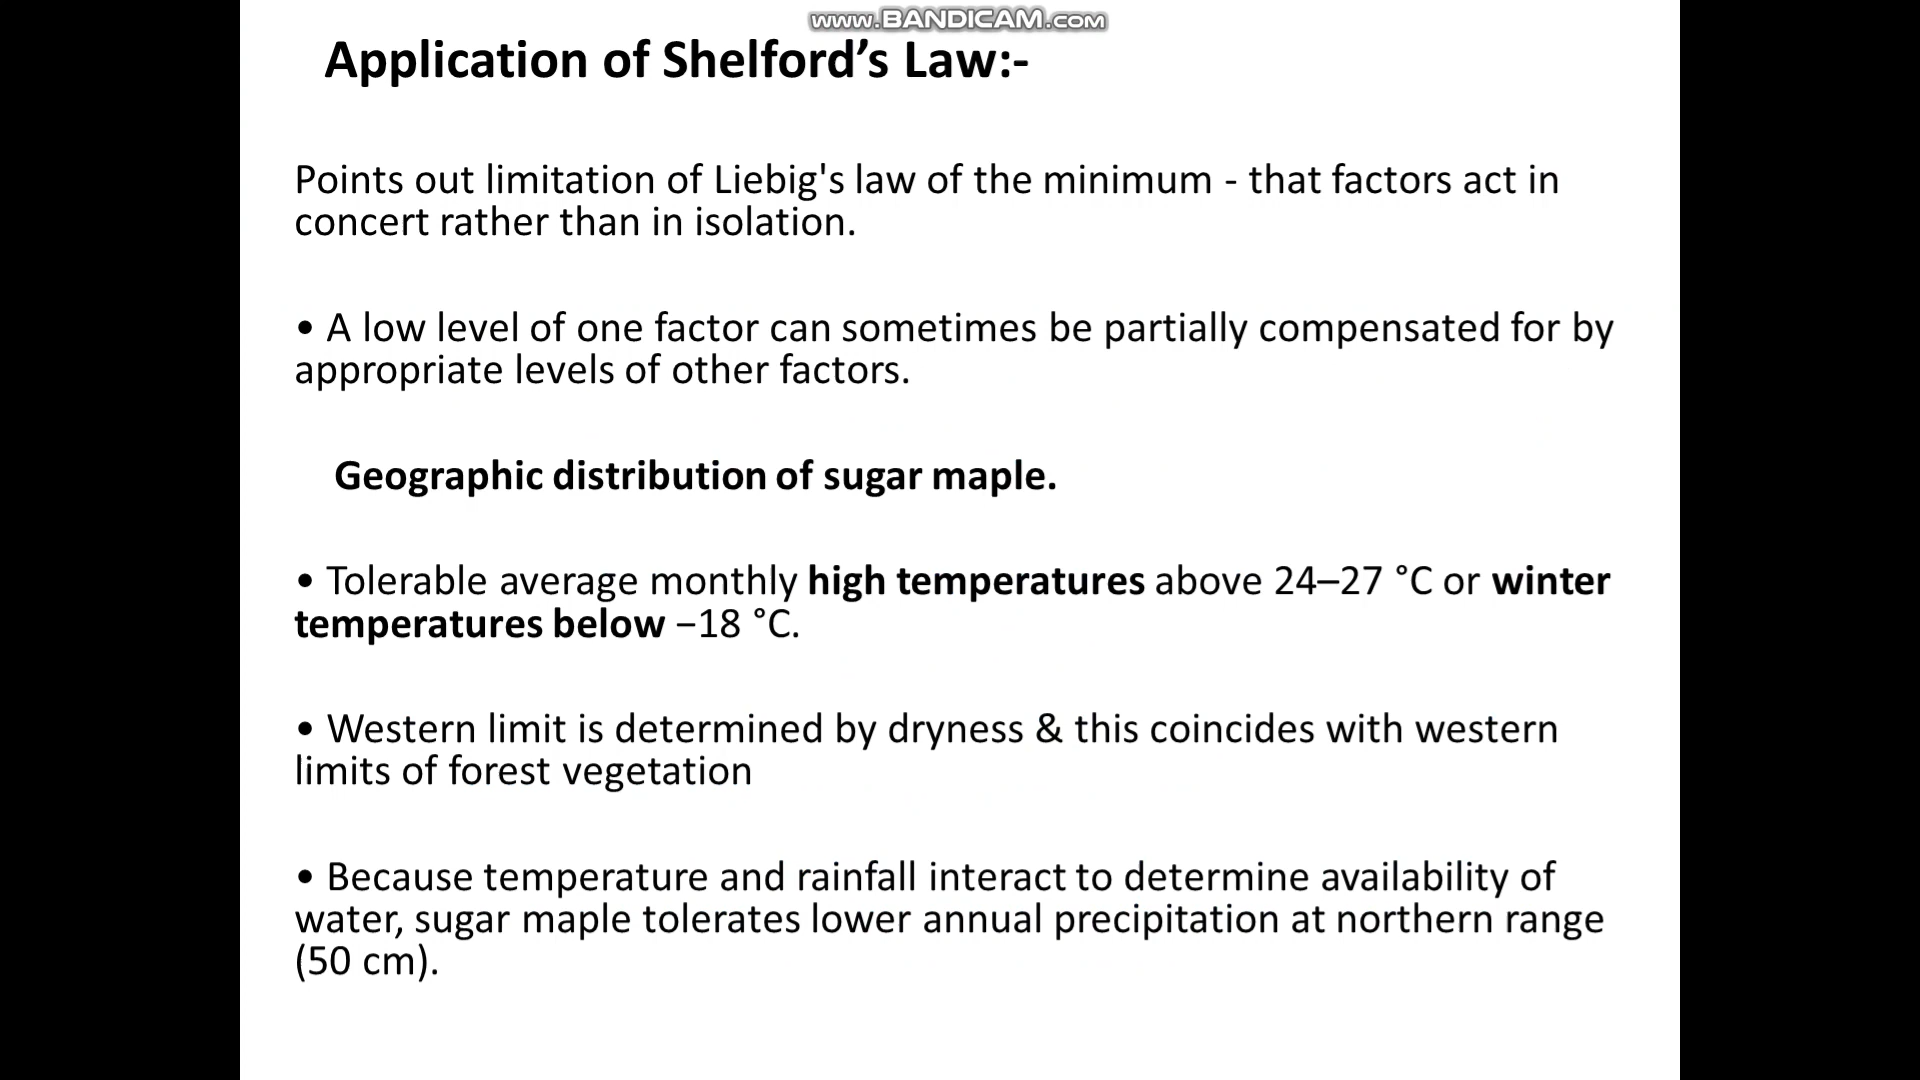 www.BANDICAM.com
Application of Shelford’s Law:-
Points out limitation of Liebig's law of the minimum - that factors act in
concert rather than in isolation.
• A low level of one factor can sometimes be partially compensated for by
appropriate levels of other factors.
Geographic distribution of sugar maple.
• Tolerable average monthly high temperatures above 24–27 °C or winter
temperatures below −18 °C.
• Western limit is determined by dryness & this coincides with western
limits of forest vegetation
• Because temperature and rainfall interact to determine availability of
water, sugar maple tolerates lower annual precipitation at northern range
(50 cm).